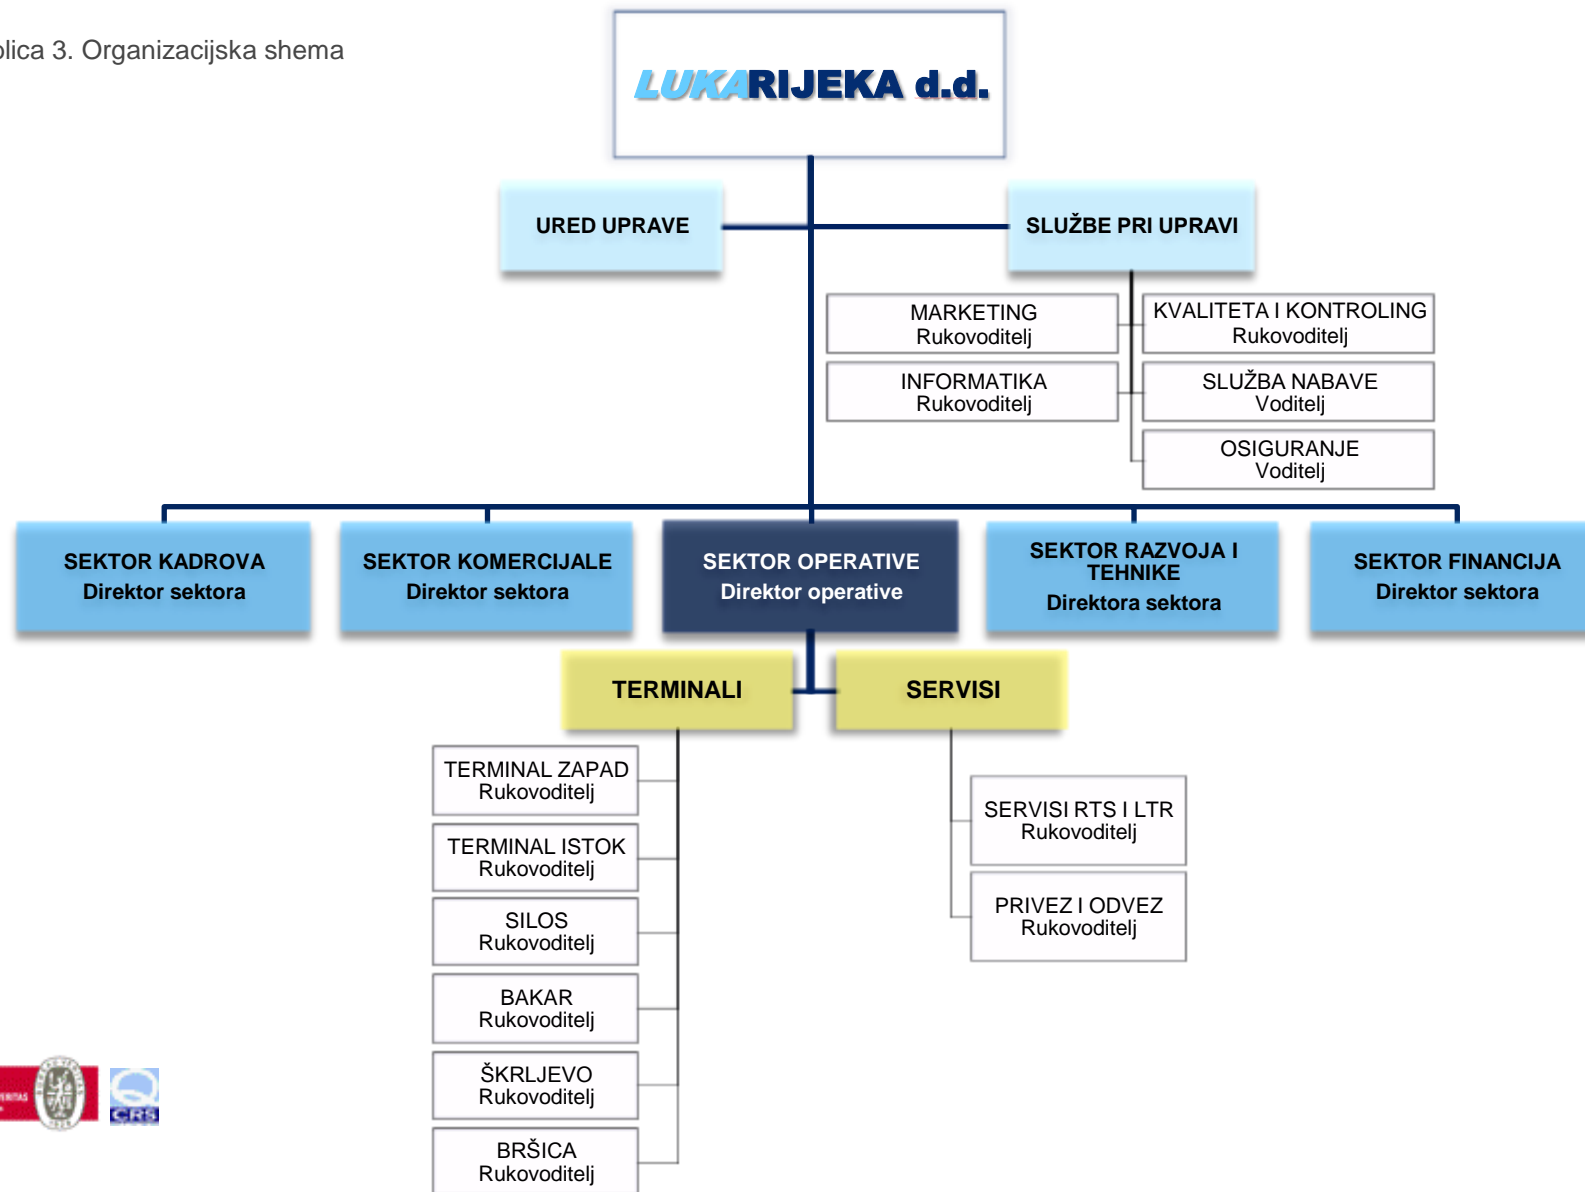 lica 3. Organizacijska shema
LUKARIJEKA d.d.
URED UPRAVE
SLUŽBE PRI UPRAVI
MARKETING
Rukovoditelj
KVALITETA I KONTROLING
Rukovoditelj
INFORMATIKA
Rukovoditelj
SLUŽBA NABAVE
Voditelj
OSIGURANJE
Voditelj
SEKTOR KADROVA
Direktor sektora
SEKTOR KOMERCIJALE
Direktor sektora
SEKTOR OPERATIVE
Direktor operative
SEKTOR RAZVOJA I
TEHNIKE
Direktora sektora
SEKTOR FINANCIJA
Direktor sektora
TERMINALI
SERVISI
TERMINAL ZAPAD
Rukovoditelj
TERMINAL ISTOK
Rukovoditelj
SILOS
Rukovoditelj
BAKAR
Rukovoditelj
ŠKRLJEVO
Rukovoditelj
BRŠICA
Rukovoditelj
SERVISI RTS I LTR
Rukovoditelj
PRIVEZ I ODVEZ
Rukovoditelj
CRS